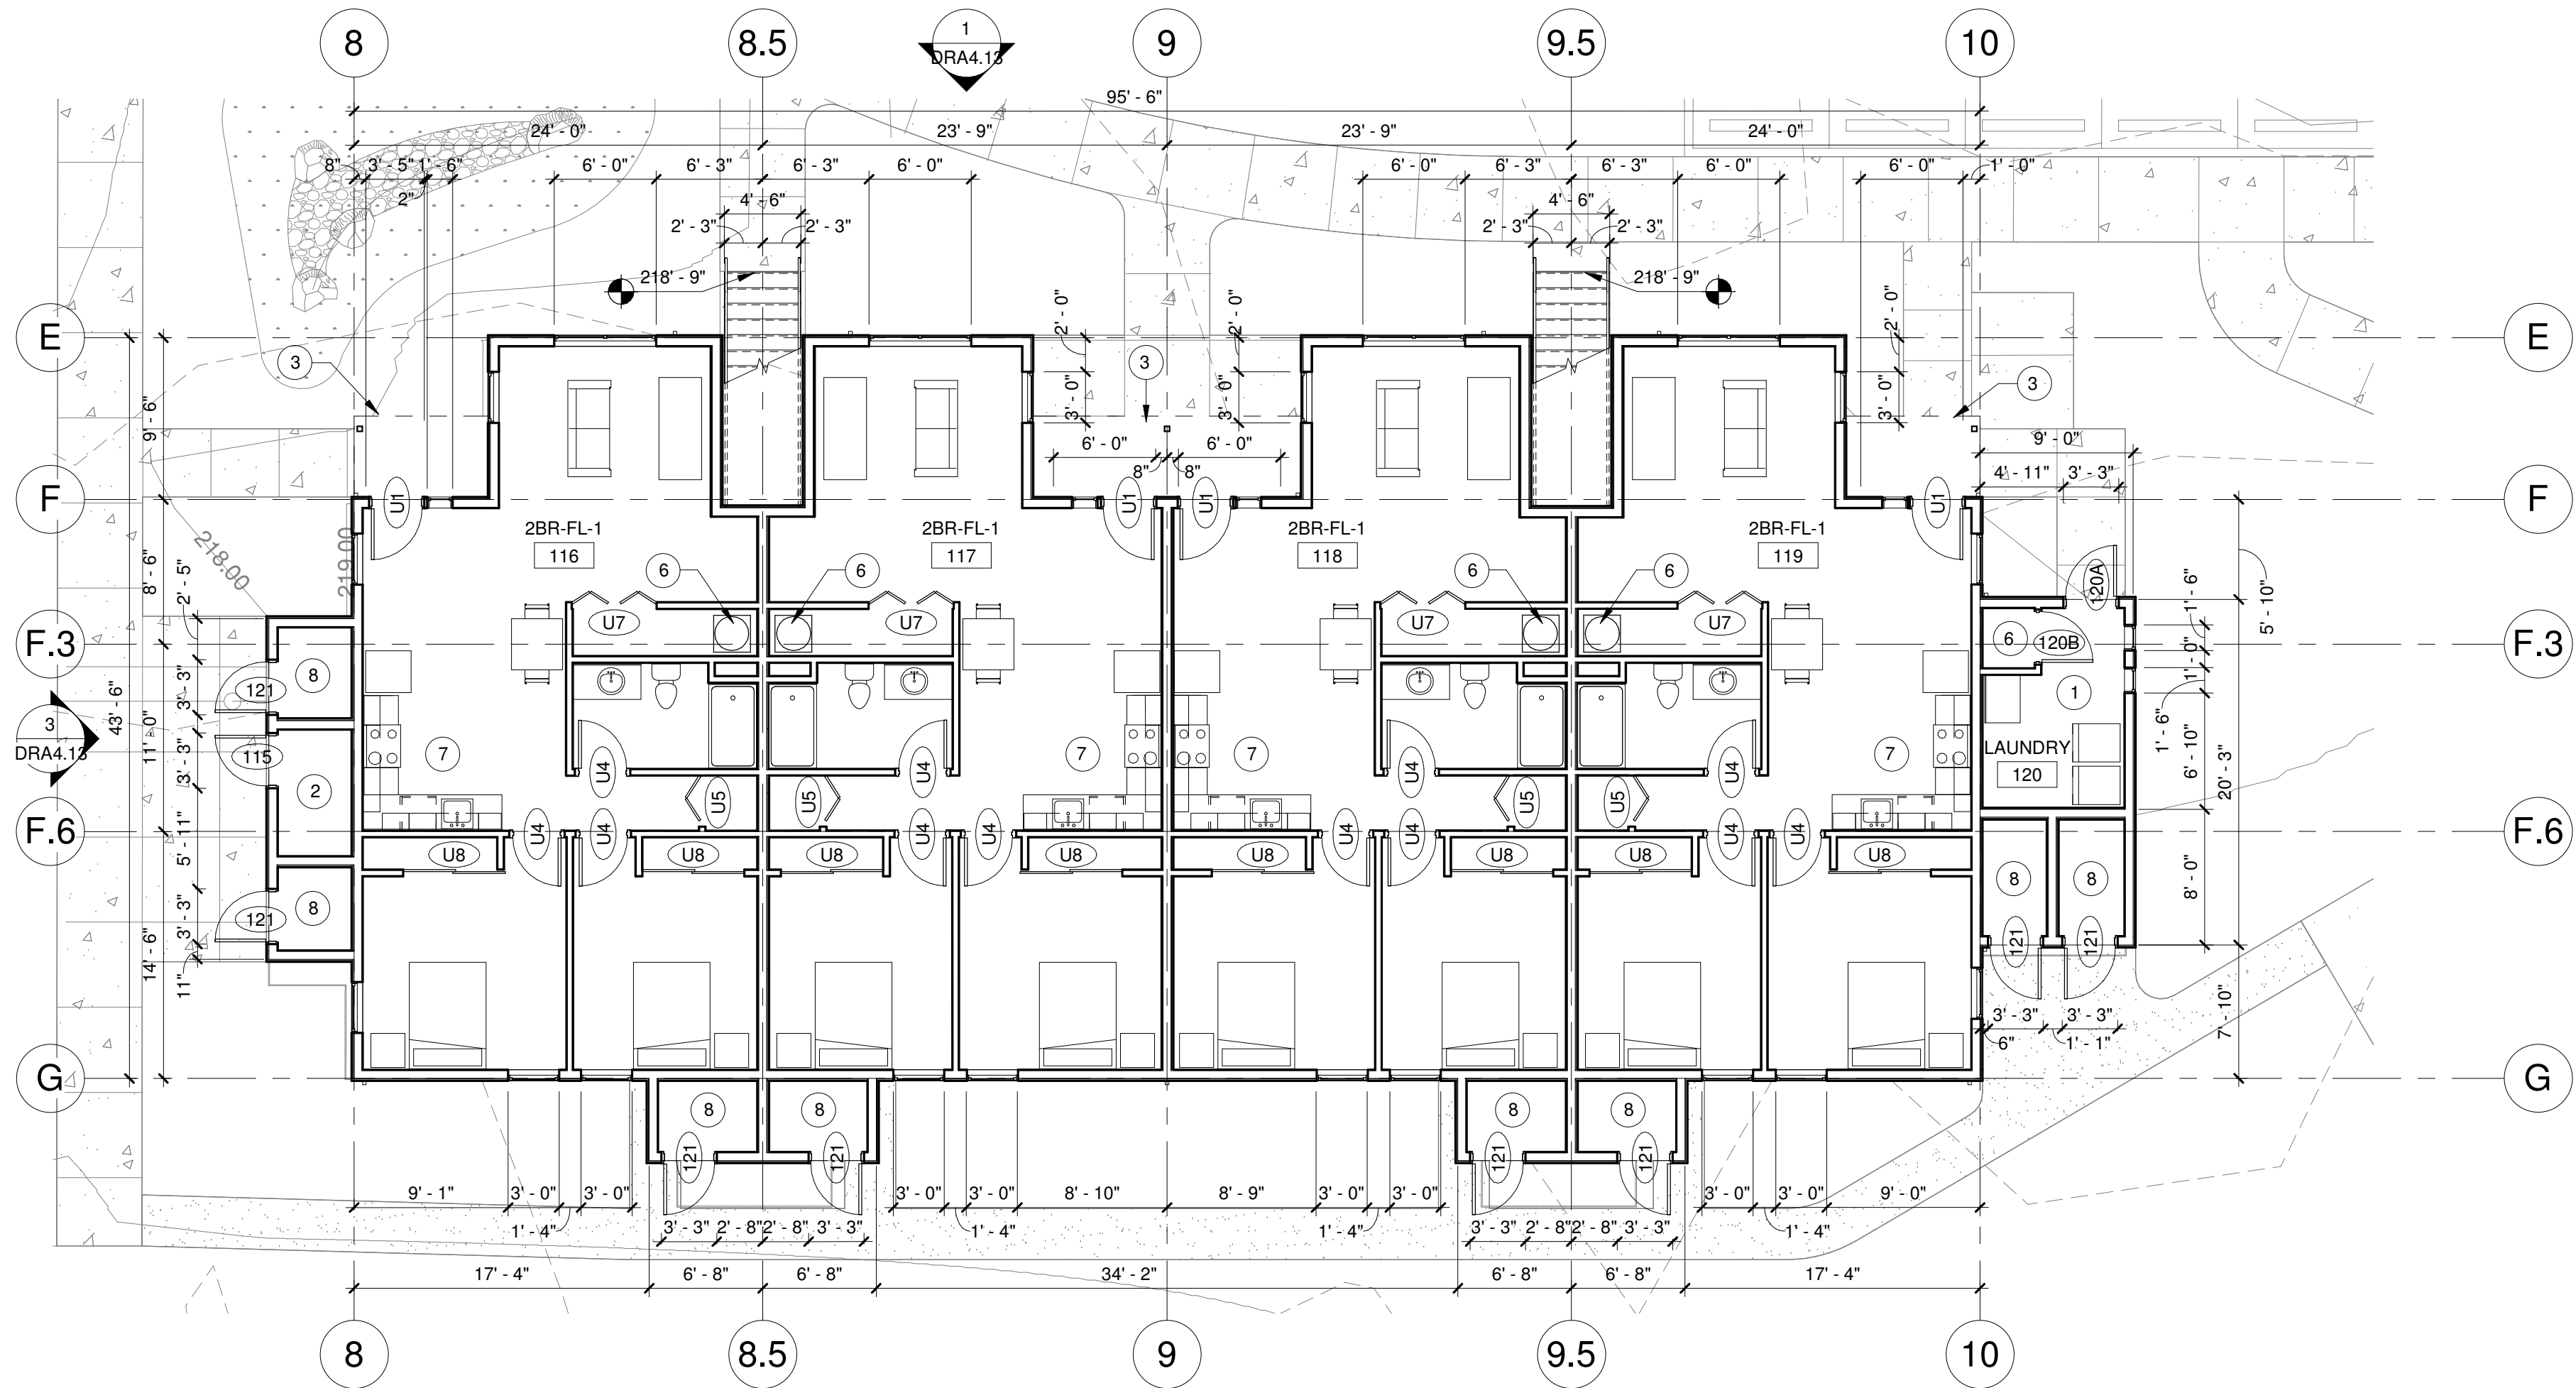 8 8.5 9 9.5 10
1
DRA4.13
95' - 6"
24' - 0" 23' - 9" 23' - 9" 24' - 0"
8" 3' - 5" 1' - 6" 6' - 0" 6' - 3" 6' - 3" 6' - 0" 6' - 0" 6' - 3" 6' - 3" 6' - 0" 6' - 0" 1' - 0"
2" 4' - 6" 4' - 6"
2' - 3" 2' - 3" 2' - 3" 2' - 3"
218' - 9" 218' - 9"
2' - 0" 2' - 0" 2' - 0"
E E
3 3 3
3' - 0" 3' - 0" 3' - 0"
9' - 6"
6' - 0" 6' - 0" 9' - 0"
8" 8" 4' - 11" 3' - 3"
F U1 U1 U1 U1 F
2BR-FL-1 2BR-FL-1 2BR-FL-1 2BR-FL-1
116 117 118 119
218.00 219.00
8' - 6" 2' - 5" 6 6 6 6 120A 1' - 6" 5' - 10"
U7 U7 U7 U7
F.3 6 120B F.3
1' - 0"
8 121 3' - 3" 1
3
DRA4.13
43' - 6" 11' - 0" 1' - 6"
115 3' - 3" 7 7 7 7 LAUNDRY
120
6' - 10" 20' - 3"
U4 U4 U4 U4
2 U5 U5 U5 U5
F.6 U4 U4 U4 U4 U4 U4 U4 U4 F.6
5' - 11" U8 U8 U8 U8 U8 U8 U8 U8
8 8 8 8' - 0"
121 3' - 3" 121 121
14' - 6" 11"
3' - 3" 3' - 3" 7' - 10"
6" 1' - 1"
G G
8 8 8 8
121 121 121 121
9' - 1" 3' - 0" 3' - 0" 3' - 0" 3' - 0" 8' - 10" 8' - 9" 3' - 0" 3' - 0" 3' - 0" 3' - 0" 9' - 0"
1' - 4" 3' - 3" 2' - 8" 2' - 8" 3' - 3" 1' - 4" 1' - 4" 3' - 3" 2' - 8" 2' - 8" 3' - 3" 1' - 4"
17' - 4" 6' - 8" 6' - 8" 34' - 2" 6' - 8" 6' - 8" 17' - 4"
8 8.5 9 9.5 10